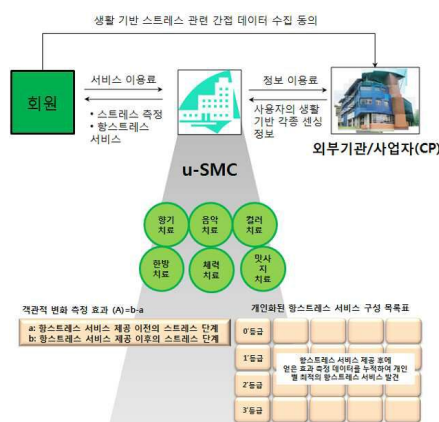 생활 기반 스트레스 관련 간접 데이터 수집 동의
회원
서비스 이용료
• 스트레스 측정
• 항스트레스
서비스
정보 이용료
사용자의 생활
기반 각종 센싱
정보
외부기관/사업자(CP)
u-SMC
향기
치료
음악
치료
컬러
치료
한방
치료
체력
치료
맛사
지
치료
객관적 변화 측정 효과 (A)=b-a
a: 항스트레스 서비스 제공 이전의 스트레스 단계
b: 항스트레스 서비스 제공 이후의 스트레스 단계
개인화된 항스트레스 서비스 구성 목록표
0'등급
1'등급
2'등급
3'등급
항스트레스 서비스 제공 후에
얻은 효과 측정 데이터를 누적하여 개인
별 최적의 항스트레스 서비스 발견